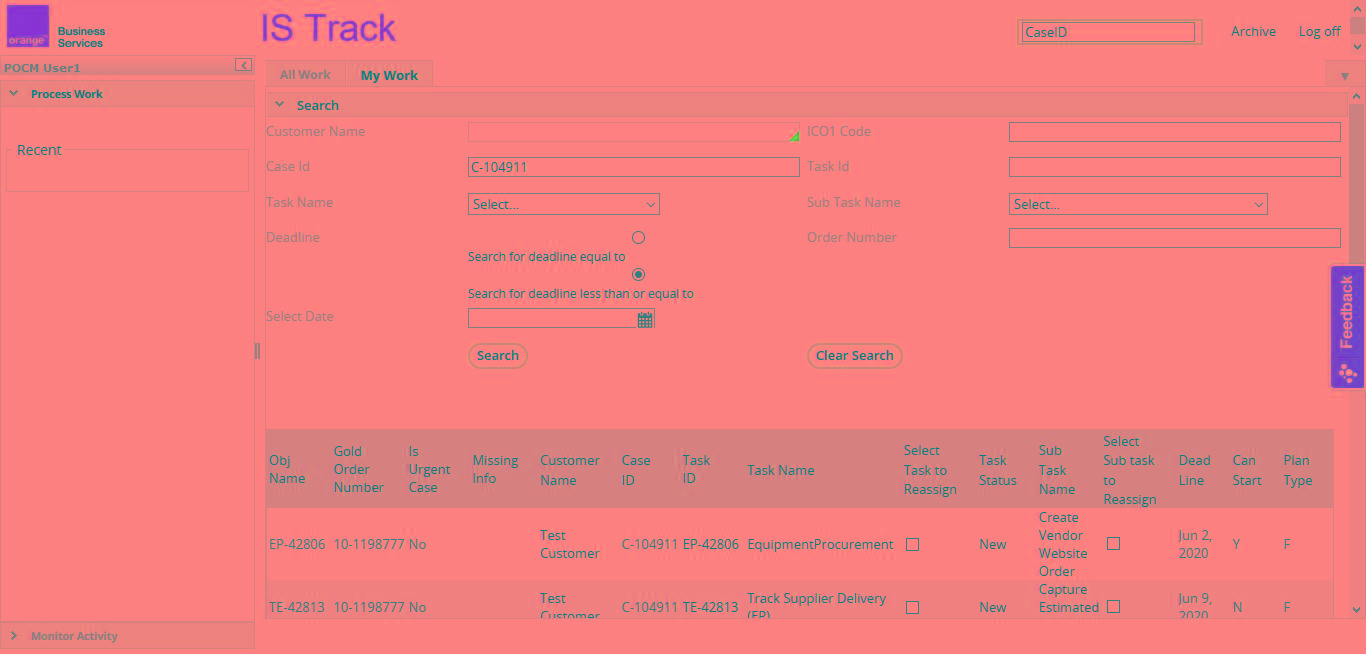 orange™
Business
Services
IS Track
CaseID
Archive
Log off
POCM User1
All Work
My Work
Process Work
Search
Customer Name
ICO1 Code
Recent
Case Id
C-104911
Task Id
Task Name
Select...
Sub Task Name
Select...
Deadline
Order Number
Search for deadline equal to
Search for deadline less than or equal to
Select Date
Feedback
Search
Clear Search
Obj Name
Gold Order Number
Is Urgent Case
Missing Info
Customer Name
Case ID
Task ID
Task Name
Select Task to Reassign
Task Status
Sub Task Name
Select Sub task to Reassign
Dead Line
Can Start
Plan Type
EP-42806 10-1198777 No Test Customer C-104911 EP-42806 EquipmentProcurement New Create Vendor Website Order Jun 2, 2020 Y F
TE-42813 10-1198777 No Test Customer C-104911 TE-42813 Track Supplier Delivery (EP) New Capture Estimated Jun 9, 2020 N F
Monitor Activity